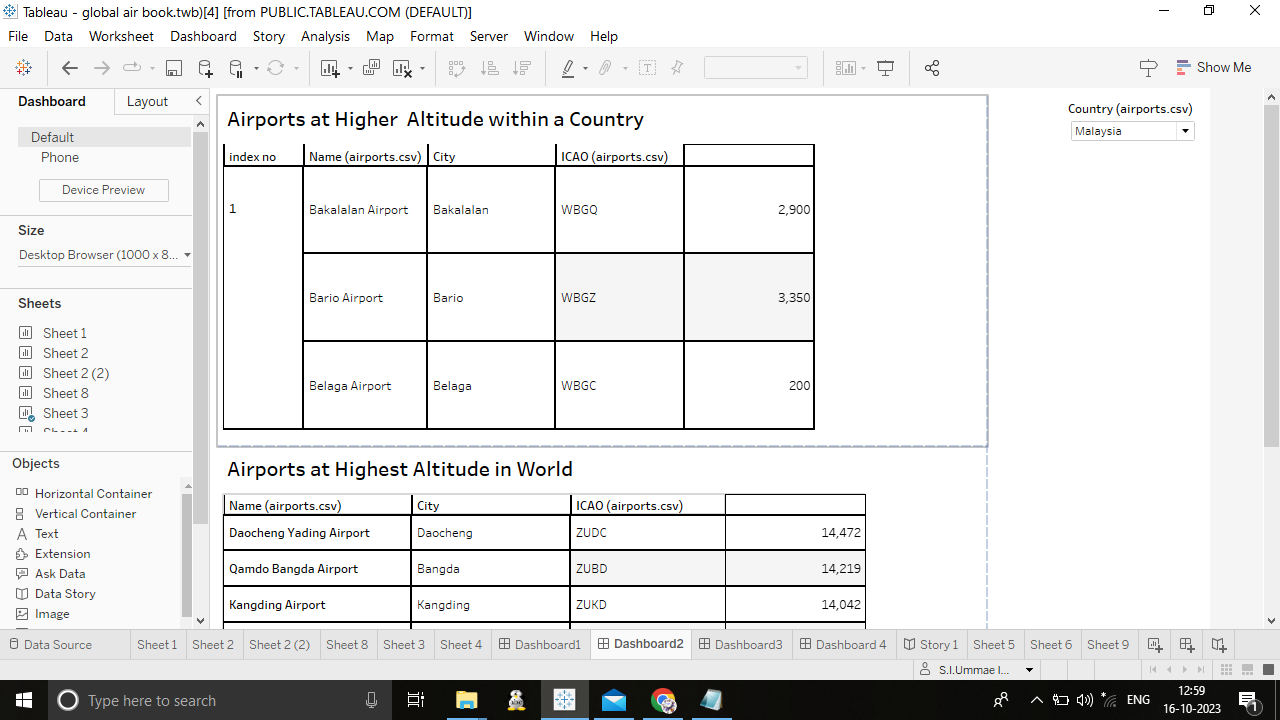 Tableau - global air book.twb)[4] [from PUBLIC.TABLEAU.COM (DEFAULT)]
File Data Worksheet Dashboard Story Analysis Map Format Server Window Help
Show Me
Dashboard Layout
Default
Phone
Device Preview
Size
Desktop Browser (1000 x 8...
Sheets
Sheet 1
Sheet 2
Sheet 2 (2)
Sheet 8
Sheet 3
Objects
Horizontal Container
Vertical Container
Text
Extension
Ask Data
Data Story
Image
Airports at Higher Altitude within a Country
index no Name (airports.csv) City ICAO (airports.csv)
1 Bakalalan Airport Bakalalan WBGQ 2,900
Bario Airport Bario WBGZ 3,350
Belaga Airport Belaga WBGC 200
Airports at Highest Altitude in World
Name (airports.csv) City ICAO (airports.csv)
Daocheng Yading Airport Daocheng ZUDC 14,472
Qamdo Bangda Airport Bangda ZUBD 14,219
Kangding Airport Kangding ZUKD 14,042
Country (airports.csv)
Malaysia
Data Source Sheet 1 Sheet 2 Sheet 2 (2) Sheet 8 Sheet 3 Sheet 4 Dashboard1 Dashboard2 Dashboard3 Dashboard 4 Story 1 Sheet 5 Sheet 6 Sheet 9
S.I.Ummae I...
Type here to search
ENG
12:59
16-10-2023
1